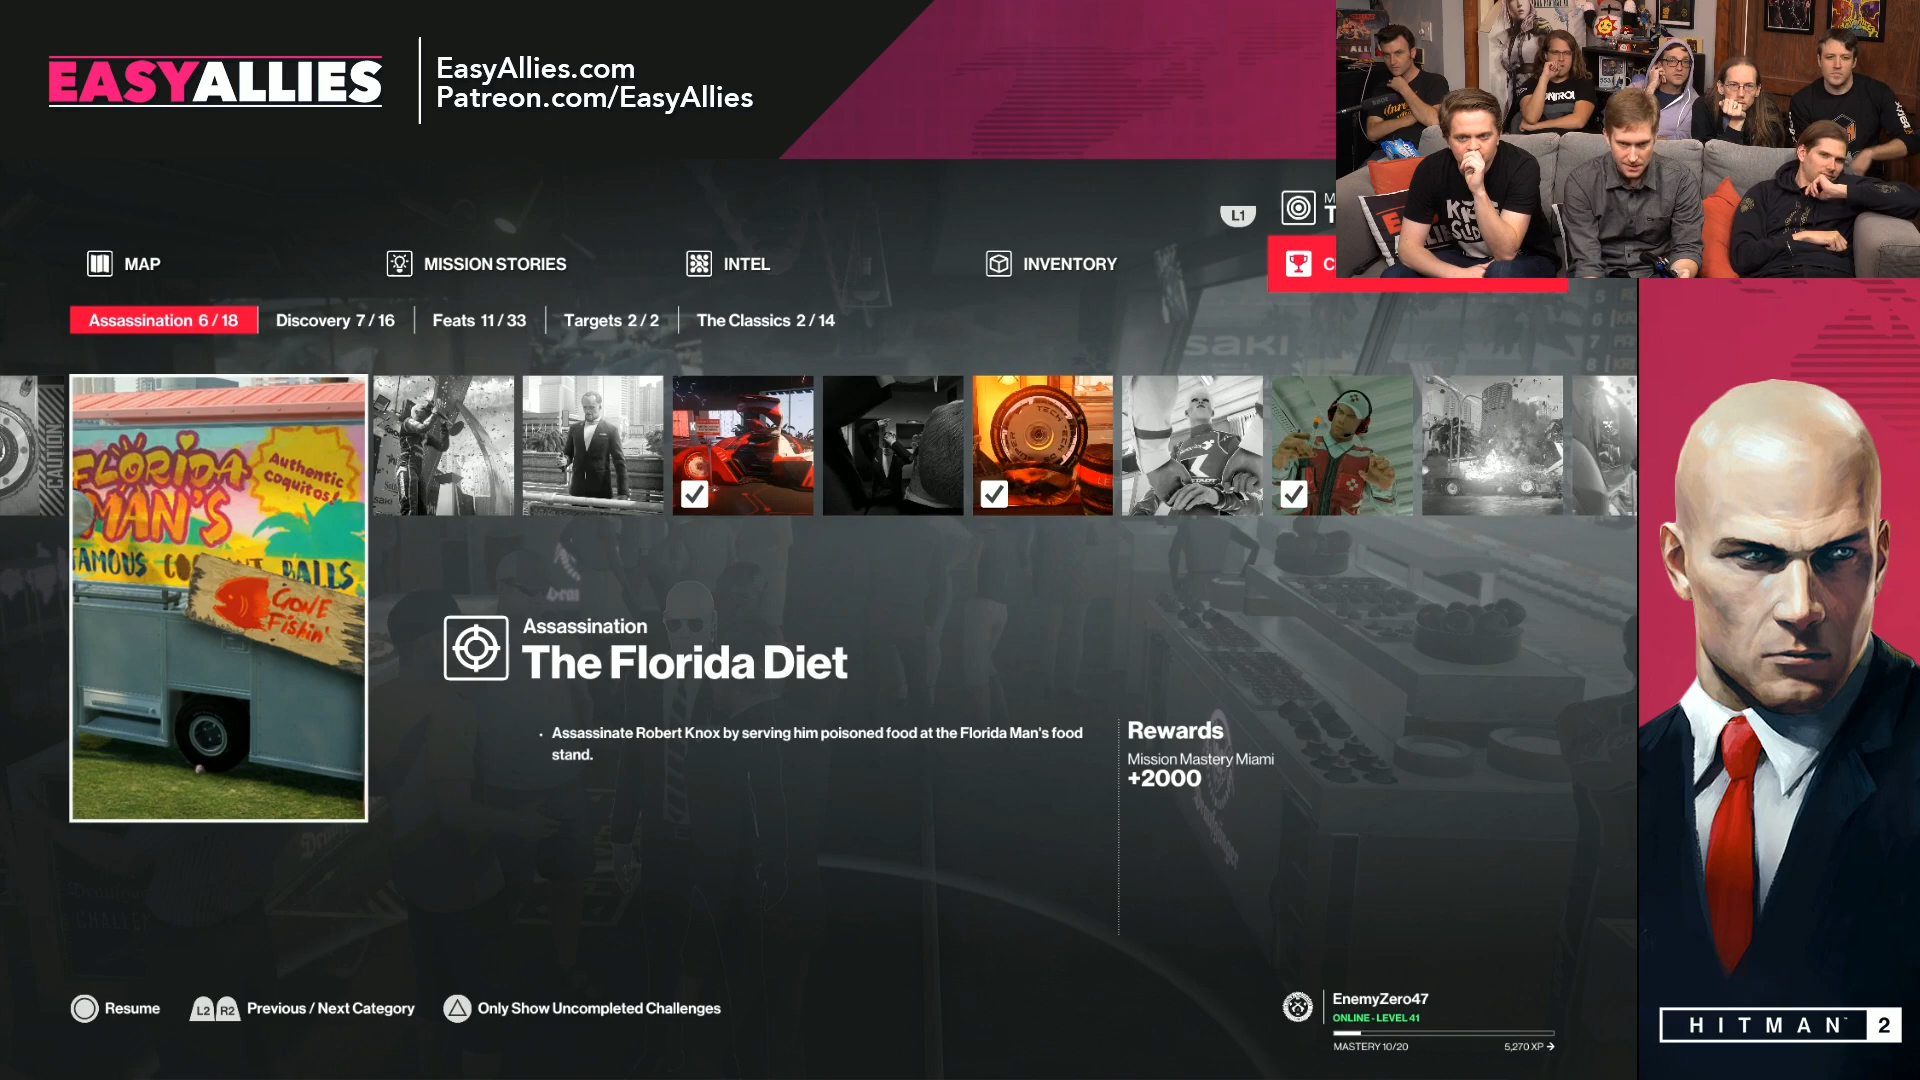 EASYALLIES
EasyAllies.com
Patreon.com/EasyAllies
L1
MAP
MISSION STORIES
INTEL
INVENTORY
C
Assassination 6 / 18
Discovery 7 / 16
Feats 11 / 33
Targets 2 / 2
The Classics 2 / 14
saki
CAUTION
FLORIDA
MAN'S
Authentic
coquitos!
BALLS
GONE
Fishin'
Assassination
The Florida Diet
· Assassinate Robert Knox by serving him poisoned food at the Florida Man's food
stand.
Rewards
Mission Mastery Miami
+2000
Resume
L2 R2
Previous / Next Category
Only Show Uncompleted Challenges
EnemyZero47
ONLINE - LEVEL 41
MASTERY 10/20
5,270 XP
HITMAN 2